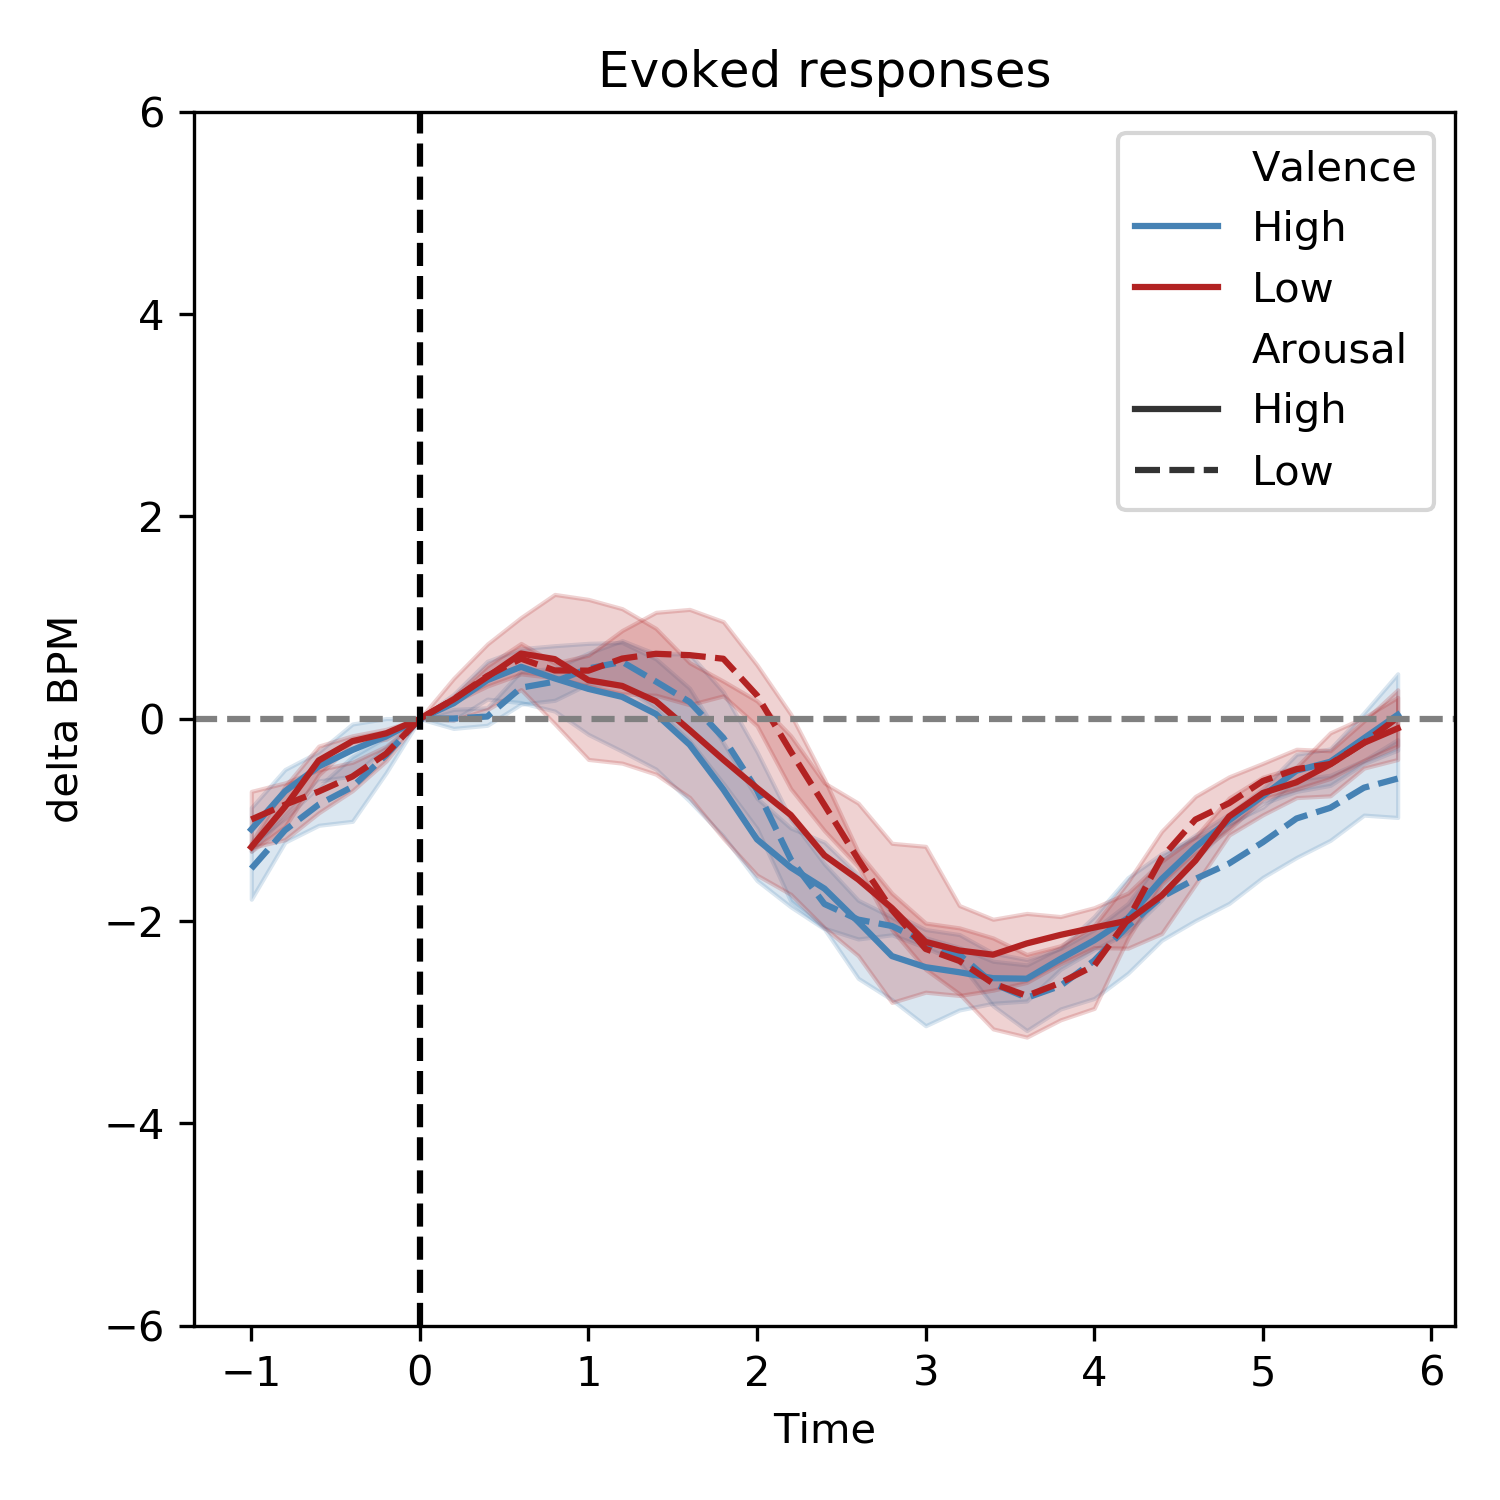 Evoked responses
6
4
2
0
−2
−4
−6
delta BPM
Valence
High
Low
Arousal
High
Low
−1 0 1 2 3 4 5 6
Time